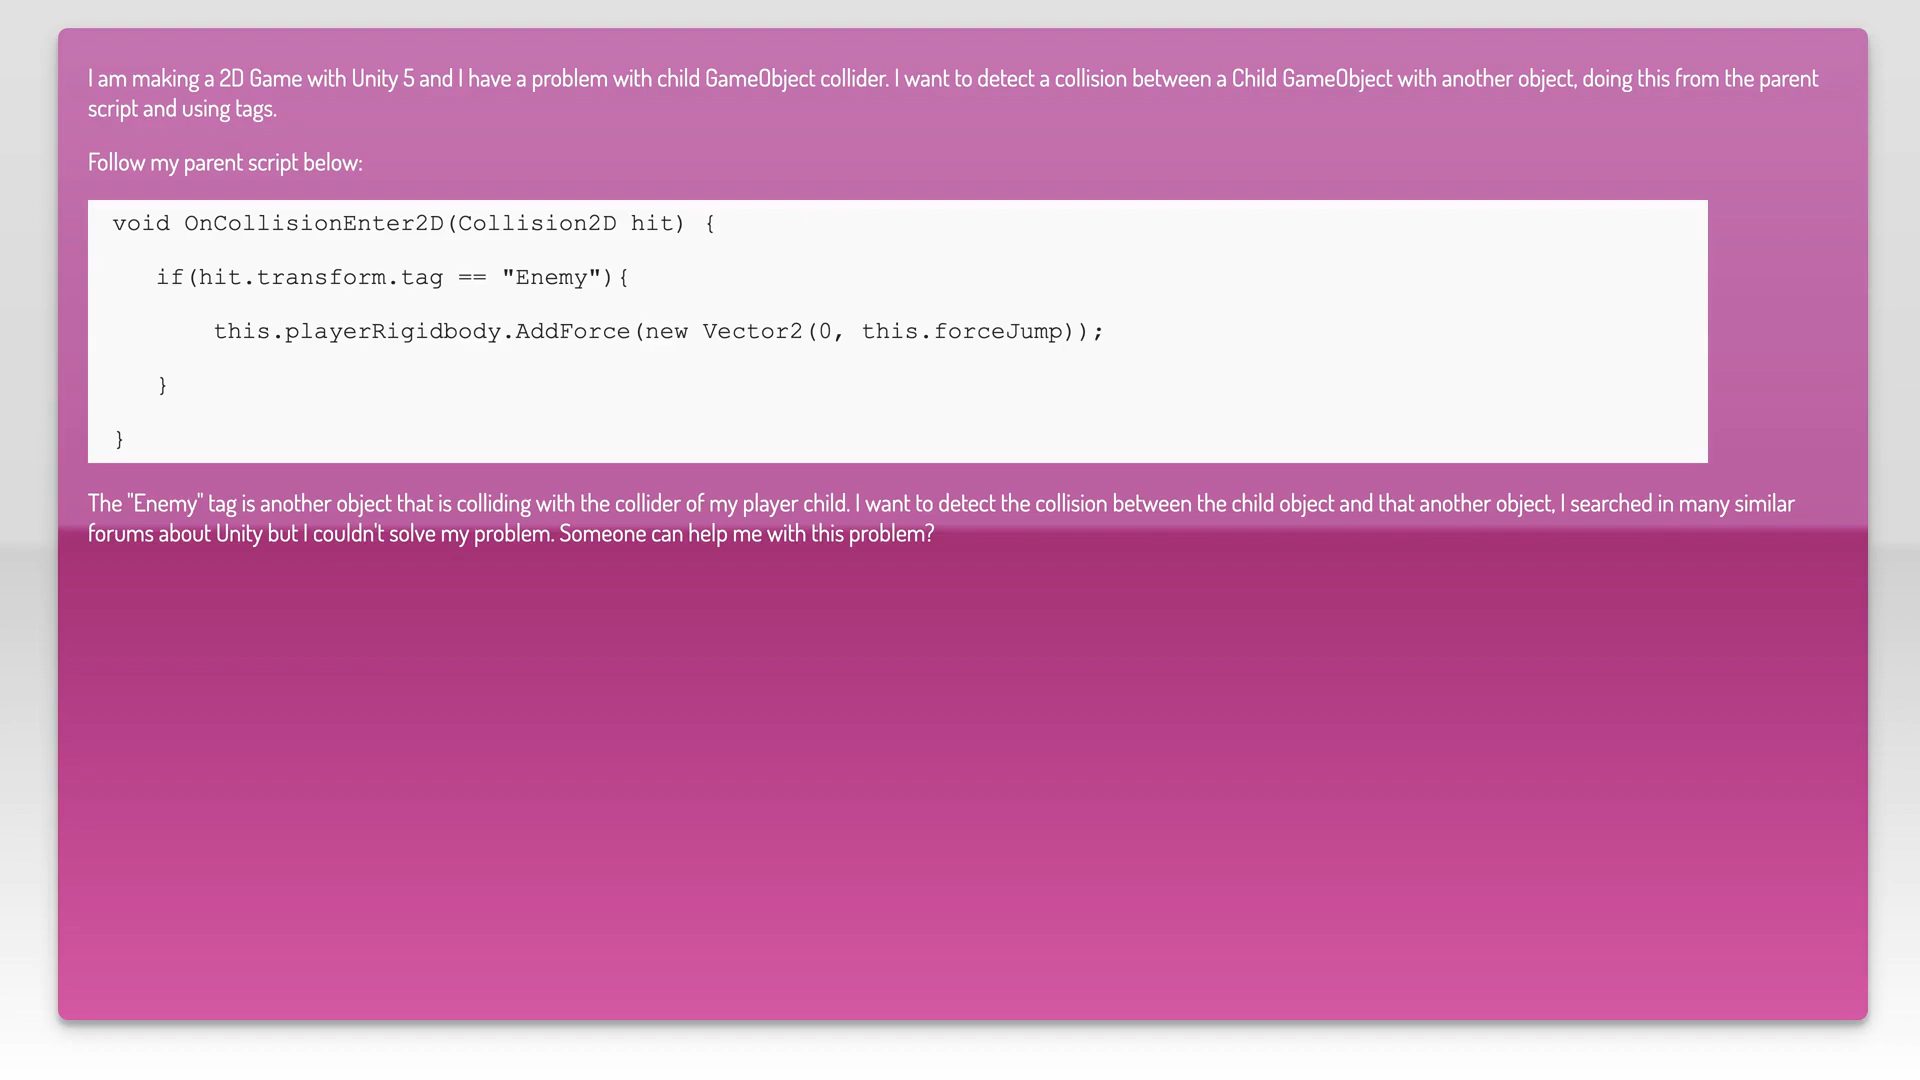 I am making a 2D Game with Unity 5 and I have a problem with child GameObject collider. I want to detect a collision between a Child GameObject with another object, doing this from the parent
script and using tags.
Follow my parent script below:
void OnCollisionEnter2D(Collision2D hit) {
if(hit.transform.tag == "Enemy"){
this.playerRigidbody.AddForce(new Vector2(0, this.forceJump));
}
}
The "Enemy" tag is another object that is colliding with the collider of my player child. I want to detect the collision between the child object and that another object, I searched in many similar
forums about Unity but I couldn't solve my problem. Someone can help me with this problem?